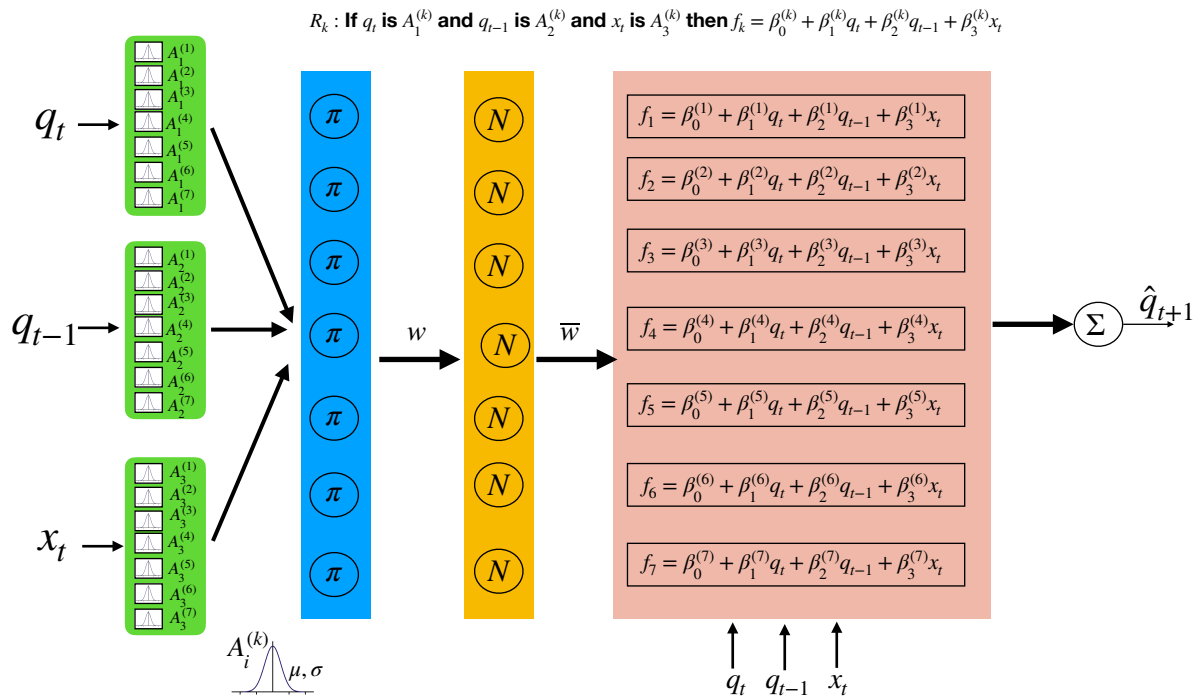 R_k : If q_t is A_1^{(k)} and q_{t−1} is A_2^{(k)} and x_t is A_3^{(k)} then f_k = β_0^{(k)} + β_1^{(k)}q_t + β_2^{(k)}q_{t−1} + β_3^{(k)}x_t
q_t
A_1^{(1)}
A_1^{(2)}
A_1^{(3)}
A_1^{(4)}
A_1^{(5)}
A_1^{(6)}
A_1^{(7)}
q_{t−1}
A_2^{(1)}
A_2^{(2)}
A_2^{(3)}
A_2^{(4)}
A_2^{(5)}
A_2^{(6)}
A_2^{(7)}
x_t
A_3^{(1)}
A_3^{(2)}
A_3^{(3)}
A_3^{(4)}
A_3^{(5)}
A_3^{(6)}
A_3^{(7)}
A_i^{(k)}
μ, σ
π
π
π
π
π
π
π
w
N
N
N
N
N
N
N
w̅
f_1 = β_0^{(1)} + β_1^{(1)}q_t + β_2^{(1)}q_{t−1} + β_3^{(1)}x_t
f_2 = β_0^{(2)} + β_1^{(2)}q_t + β_2^{(2)}q_{t−1} + β_3^{(2)}x_t
f_3 = β_0^{(3)} + β_1^{(3)}q_t + β_2^{(3)}q_{t−1} + β_3^{(3)}x_t
f_4 = β_0^{(4)} + β_1^{(4)}q_t + β_2^{(4)}q_{t−1} + β_3^{(4)}x_t
f_5 = β_0^{(5)} + β_1^{(5)}q_t + β_2^{(5)}q_{t−1} + β_3^{(5)}x_t
f_6 = β_0^{(6)} + β_1^{(6)}q_t + β_2^{(6)}q_{t−1} + β_3^{(6)}x_t
f_7 = β_0^{(7)} + β_1^{(7)}q_t + β_2^{(7)}q_{t−1} + β_3^{(7)}x_t
q_t q_{t−1} x_t
Σ
q̂_{t+1}